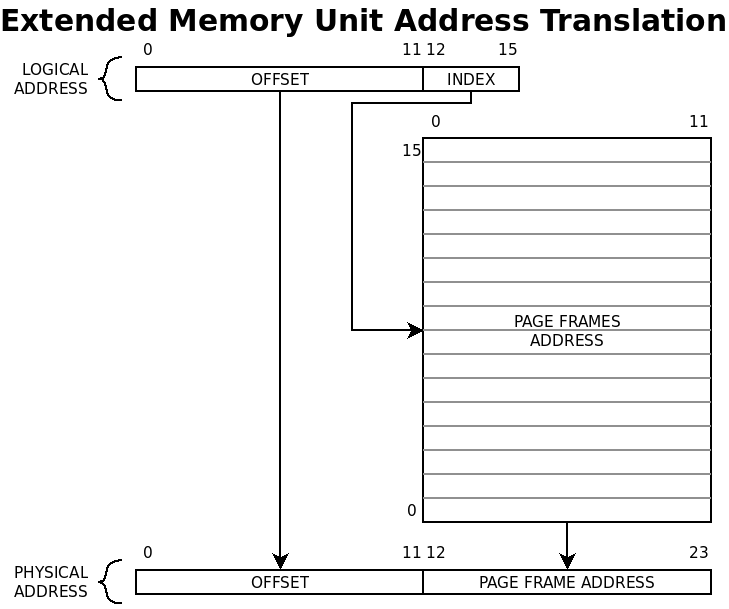 Extended Memory Unit Address Translation
0 11 12 15
LOGICAL
ADDRESS
OFFSET INDEX
0 11
15
PAGE FRAMES
ADDRESS
0
0 11 12 23
PHYSICAL
ADDRESS
OFFSET PAGE FRAME ADDRESS